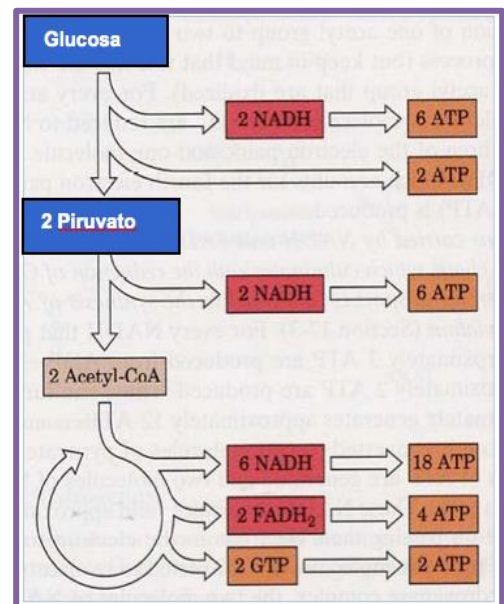 Glucosa
2 NADH
6 ATP
2 ATP
2 Piruvato
2 NADH
6 ATP
2 Acetyl-CoA
6 NADH
18 ATP
2 FADH₂
4 ATP
2 GTP
2 ATP